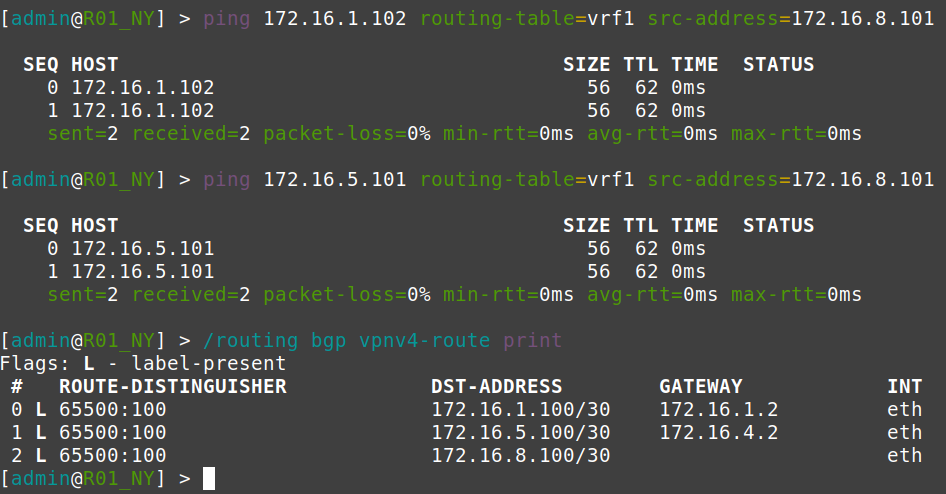 [admin@R01_NY] > ping 172.16.1.102 routing-table=vrf1 src-address=172.16.8.101
SEQ HOST SIZE TTL TIME STATUS
0 172.16.1.102 56 62 0ms
1 172.16.1.102 56 62 0ms
sent=2 received=2 packet-loss=0% min-rtt=0ms avg-rtt=0ms max-rtt=0ms
[admin@R01_NY] > ping 172.16.5.101 routing-table=vrf1 src-address=172.16.8.101
SEQ HOST SIZE TTL TIME STATUS
0 172.16.5.101 56 62 0ms
1 172.16.5.101 56 62 0ms
sent=2 received=2 packet-loss=0% min-rtt=0ms avg-rtt=0ms max-rtt=0ms
[admin@R01_NY] > /routing bgp vpnv4-route print
Flags: L - label-present
# ROUTE-DISTINGUISHER DST-ADDRESS GATEWAY INT
0 L 65500:100 172.16.1.100/30 172.16.1.2 eth
1 L 65500:100 172.16.5.100/30 172.16.4.2 eth
2 L 65500:100 172.16.8.100/30 eth
[admin@R01_NY] >